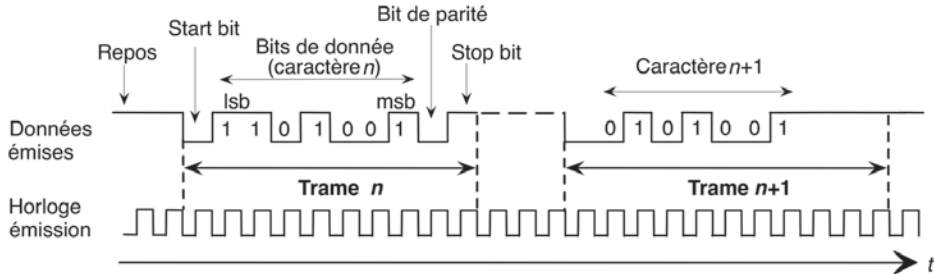 Bit de parité
Start bit
Bits de donnée
(caractère n)
Repos
Stop bit
Caractère n+1
lsb
msb
Données
émises
1 1 0 1 0 0 1
0 1 0 1 0 0 1
Trame n
Trame n+1
Horloge
émission
t